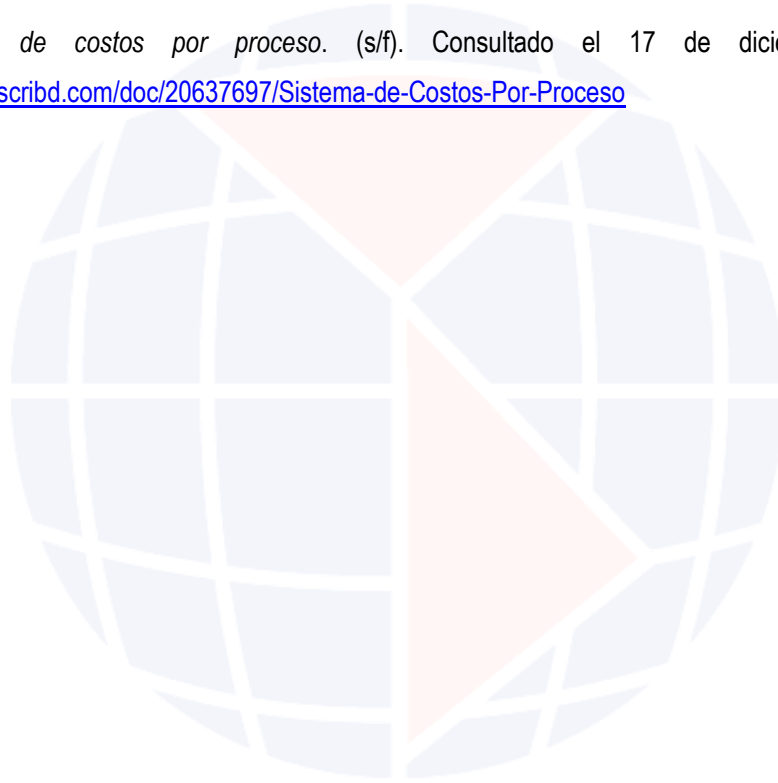 de costos por proceso. (s/f). Consultado el 17 de dici
scribd.com/doc/20637697/Sistema-de-Costos-Por-Proceso